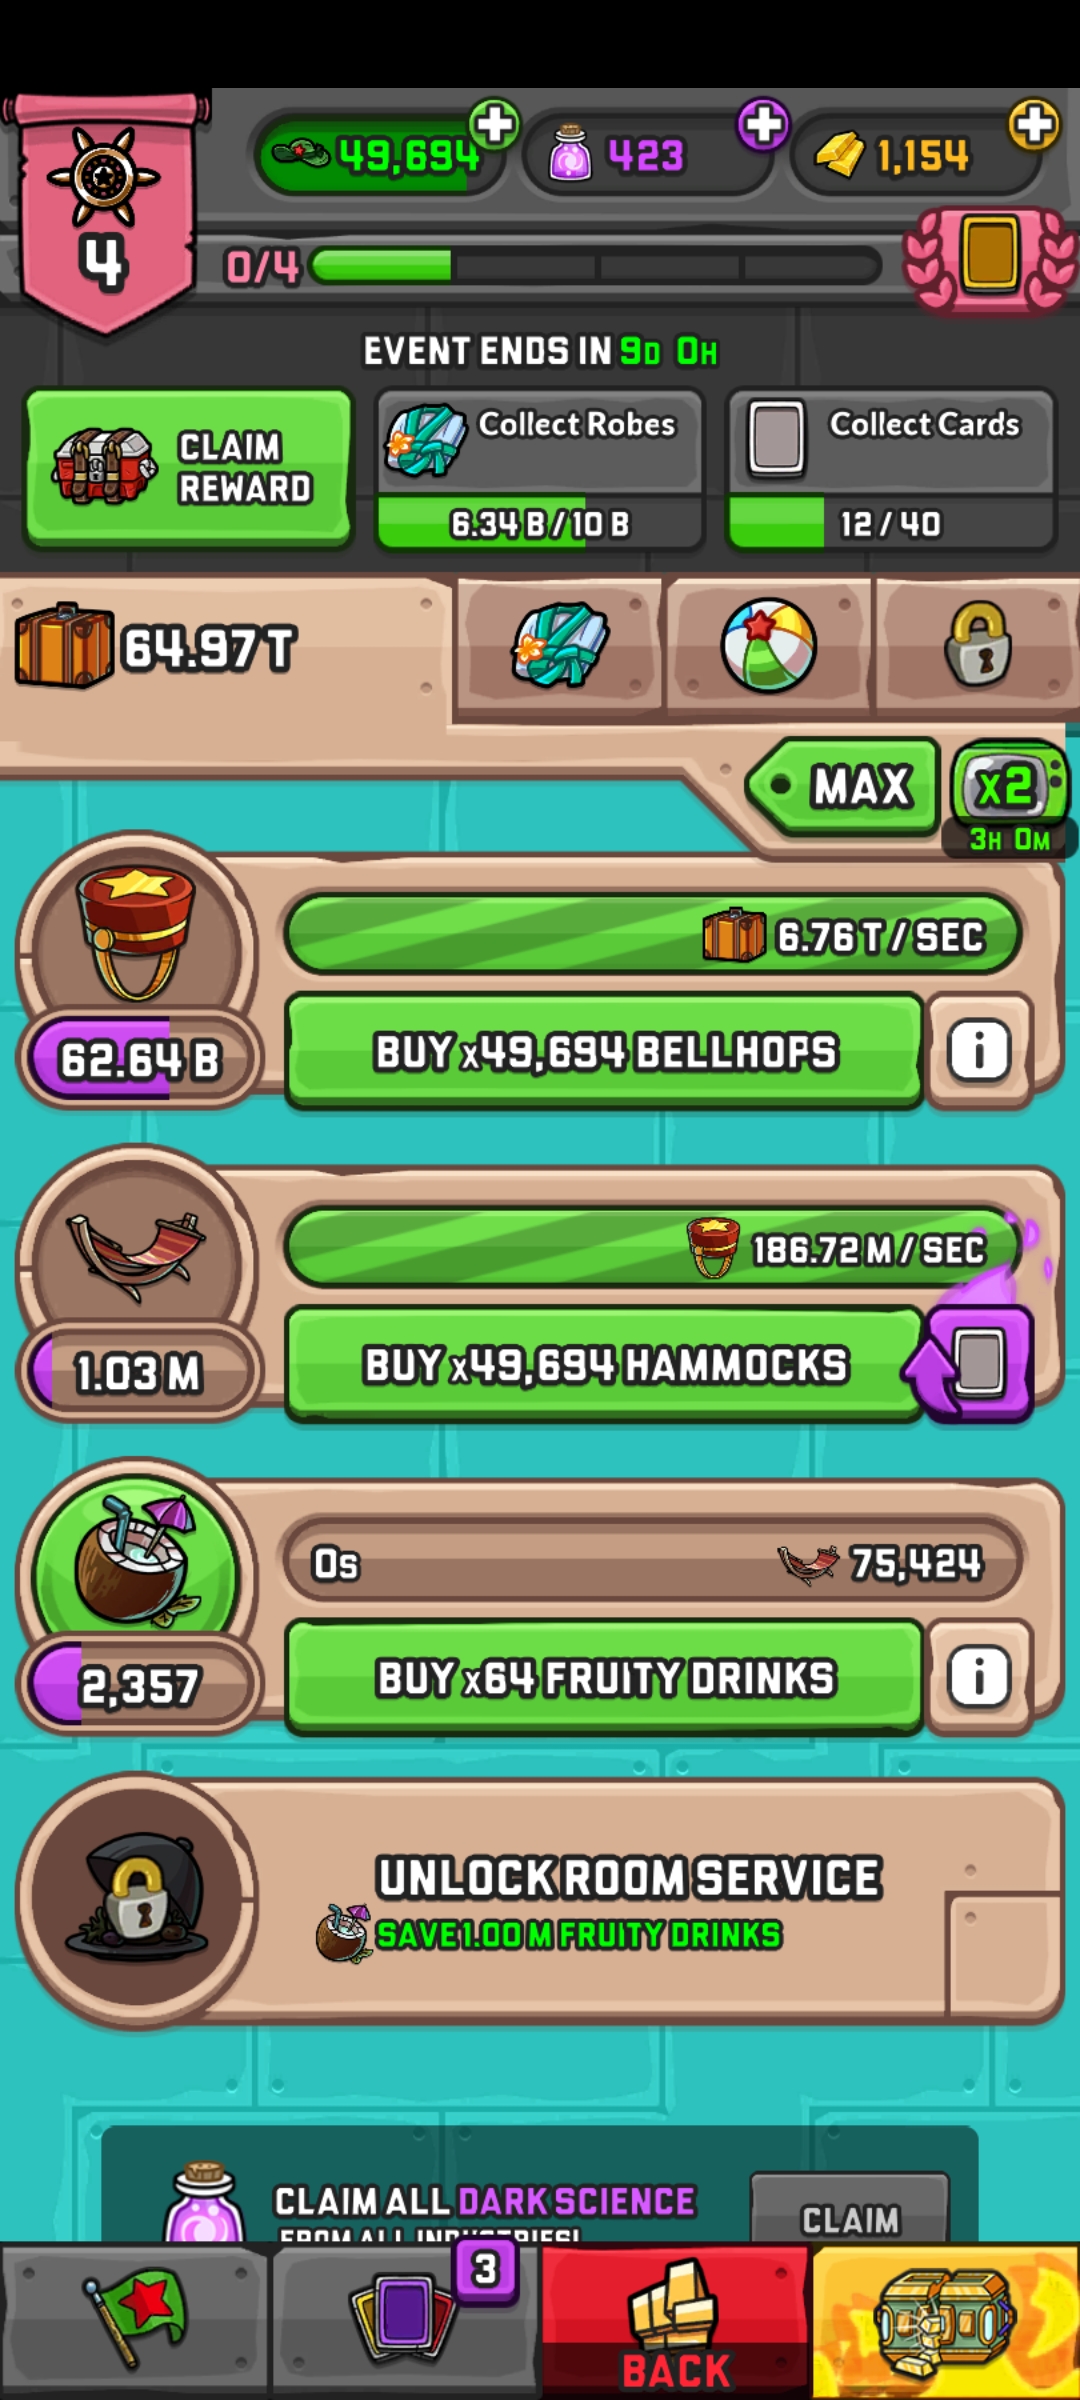 49,694
423
1,154
4
0/4
EVENT ENDS IN 9D 0H
CLAIM
REWARD
Collect Robes
6.34 B / 10 B
Collect Cards
12 / 40
64.97 T
MAX
x2
3H 0M
6.76 T / SEC
62.64 B
BUY x49,694 BELLHOPS
i
186.72 M / SEC
1.03 M
BUY x49,694 HAMMOCKS
0s
75,424
2,357
BUY x64 FRUITY DRINKS
i
UNLOCK ROOM SERVICE
SAVE 1.00 M FRUITY DRINKS
CLAIM ALL DARK SCIENCE
FROM ALL INDUSTRIES!
CLAIM
3
BACK